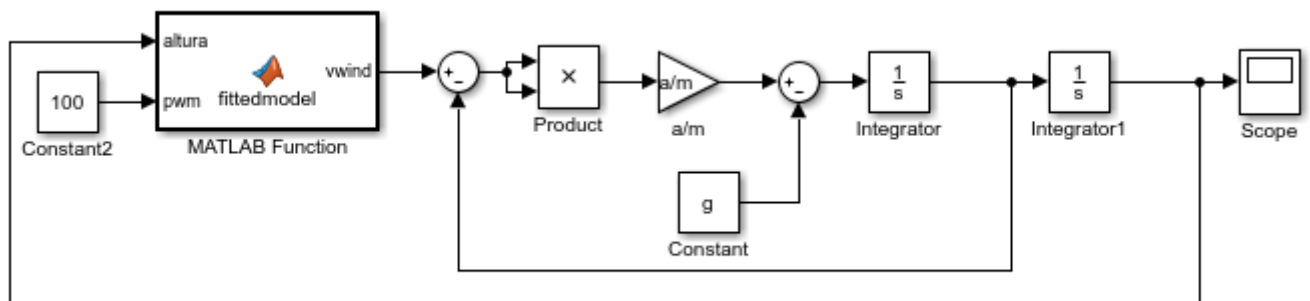 altura
vwind
100
pwm
fittedmodel
Constant2
MATLAB Function
+
−
×
Product
a/m
a/m
+
−
1
s
Integrator
1
s
Integrator1
Scope
g
Constant